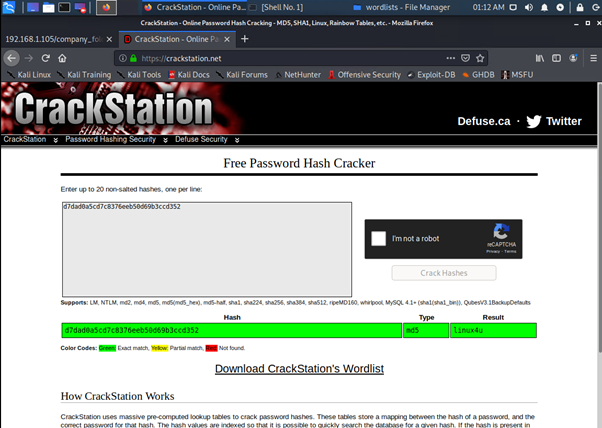 CrackStation - Online Pa...
[Shell No. 1]
wordlists - File Manager
01:12 AM
CrackStation - Online Password Hash Cracking - MD5, SHA1, Linux, Rainbow Tables, etc. - Mozilla Firefox
192.168.1.105/company_fol
CrackStation - Online Pas
https://crackstation.net
Kali Linux
Kali Training
Kali Tools
Kali Docs
Kali Forums
NetHunter
Offensive Security
Exploit-DB
GHDB
MSFU
CrackStation
Defuse.ca · Twitter
CrackStation
Password Hashing Security
Defuse Security
Free Password Hash Cracker
Enter up to 20 non-salted hashes, one per line:
d7dad0a5cd7c8376eeb50d69b3ccd352
I'm not a robot
reCAPTCHA
Privacy - Terms
Crack Hashes
Supports: LM, NTLM, md2, md4, md5, md5(md5_hex), md5-half, sha1, sha224, sha256, sha384, sha512, ripeMD160, whirlpool, MySQL 4.1+ (sha1(sha1_bin)), QubesV3.1BackupDefaults
Hash Type Result
d7dad0a5cd7c8376eeb50d69b3ccd352 md5 linux4u
Color Codes: Green: Exact match, Yellow: Partial match, Red: Not found.
Download CrackStation's Wordlist
How CrackStation Works
CrackStation uses massive pre-computed lookup tables to crack password hashes. These tables store a mapping between the hash of a password, and the
correct password for that hash. The hash values are indexed so that it is possible to quickly search the database for a given hash. If the hash is present in